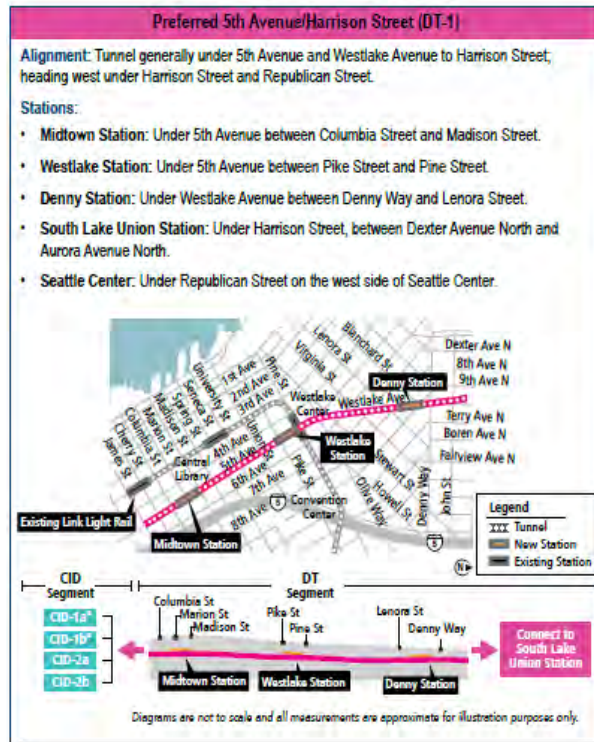 Preferred 5th Avenue/Harrison Street (DT-1)
Alignment: Tunnel generally under 5th Avenue and Westlake Avenue to Harrison Street;
heading west under Harrison Street and Republican Street.
Stations:
• Midtown Station: Under 5th Avenue between Columbia Street and Madison Street.
• Westlake Station: Under 5th Avenue between Pike Street and Pine Street.
• Denny Station: Under Westlake Avenue between Denny Way and Lenora Street.
• South Lake Union Station: Under Harrison Street, between Dexter Avenue North and
Aurora Avenue North.
• Seattle Center: Under Republican Street on the west side of Seattle Center.
Blanchard St
Lenora St
Virginia St
Dexter Ave N
8th Ave N
9th Ave N
Denny Station
Pine St
1st Ave
2nd Ave
3rd Ave
Westlake Center
Westlake Ave
University St
Seneca St
Spring St
Madison St
Marion St
Columbia St
Cherry St
James St
Terry Ave N
Boren Ave N
Fairview Ave N
Westlake
Station
4th Ave
5th Ave
6th Ave
7th Ave
8th Ave
Union St
Pike St
Central
Library
Stewart St
Howell St
Olive Way
Denny Way
John St
Convention
Center
5
5
Existing Link Light Rail
Midtown Station
N
Legend
Tunnel
New Station
Existing Station
CID
Segment
DT
Segment
CID-1a*
CID-1b*
CID-2a
CID-2b
Columbia St
Marion St
Madison St
Pike St
Pine St
Lenora St
Denny Way
Midtown Station
Westlake Station
Denny Station
Connect to
South Lake
Union Station
Diagrams are not to scale and all measurements are approximate for illustration purposes only.